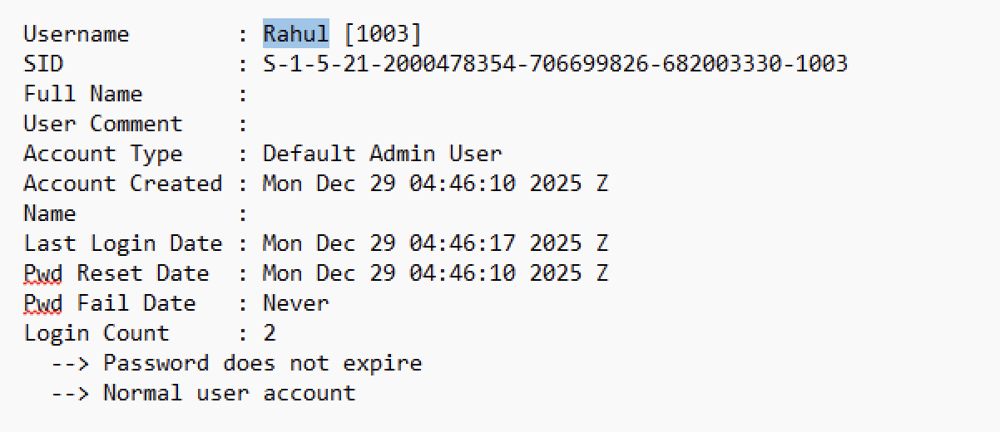 Username        : Rahul [1003]
SID             : S-1-5-21-2000478354-706699826-682003330-1003
Full Name       :
User Comment    :
Account Type    : Default Admin User
Account Created : Mon Dec 29 04:46:10 2025 Z
Name            :
Last Login Date : Mon Dec 29 04:46:17 2025 Z
Pwd Reset Date  : Mon Dec 29 04:46:10 2025 Z
Pwd Fail Date   : Never
Login Count     : 2
  --> Password does not expire
  --> Normal user account